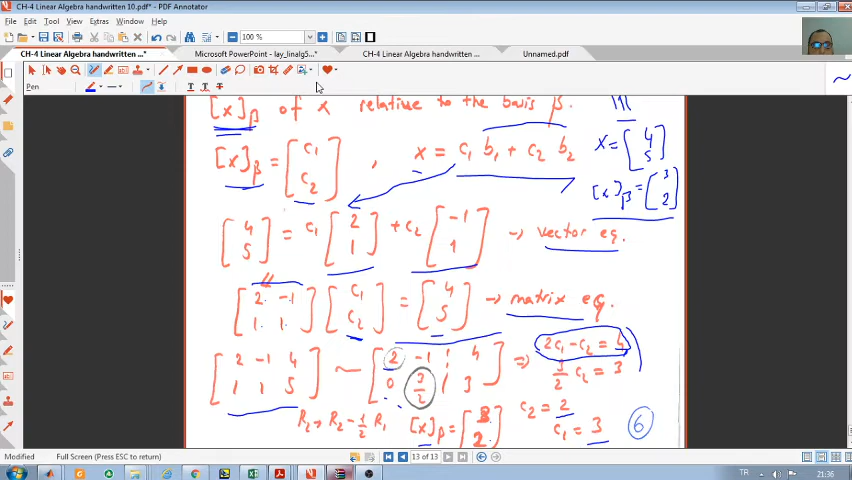 CH-4 Linear Algebra handwritten 10.pdf* - PDF Annotator
File Edit Tool View Extras Window Help
100 %
CH-4 Linear Algebra handwritten ...* Microsoft PowerPoint - lay_linalg5...* CH-4 Linear Algebra handwritten ... Unnamed.pdf
Pen
[x]β of x relative to the basis β.
[x]β = [c1 c2] , x = c1 b1 + c2 b2
x = [4 5]
[x]β = [3 2]
[4 5] = c1 [2 1] + c2 [-1 1] → vector eq.
[2 -1 1 1] [c1 c2] = [4 5] → matrix eq.
[2 -1 4 1 1 5] ~ [2 -1 4 0 3/2 3] ⇒ 2c1 - c2 = 4
3/2 c2 = 3
c2 = 2
R2 → R2 - 1/2 R1 [x]β = [3 2] c1 = 3
6
Modified Full Screen (Press ESC to return) 13 of 13
TR 21:36